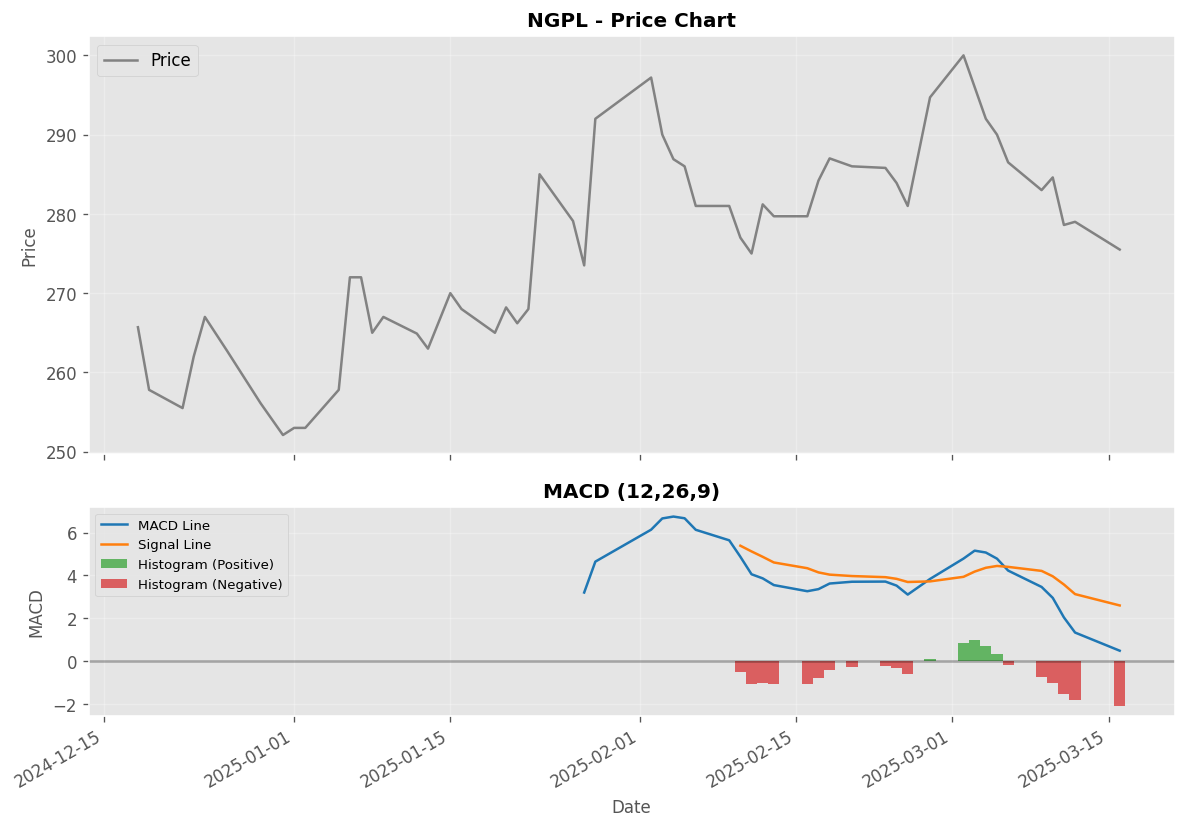 NGPL - Price Chart
Price
300
290
280
270
260
250
Price
MACD (12,26,9)
MACD Line
Signal Line
Histogram (Positive)
Histogram (Negative)
6
4
2
0
−2
MACD
2024-12-15
2025-01-01
2025-01-15
2025-02-01
2025-02-15
2025-03-01
2025-03-15
Date